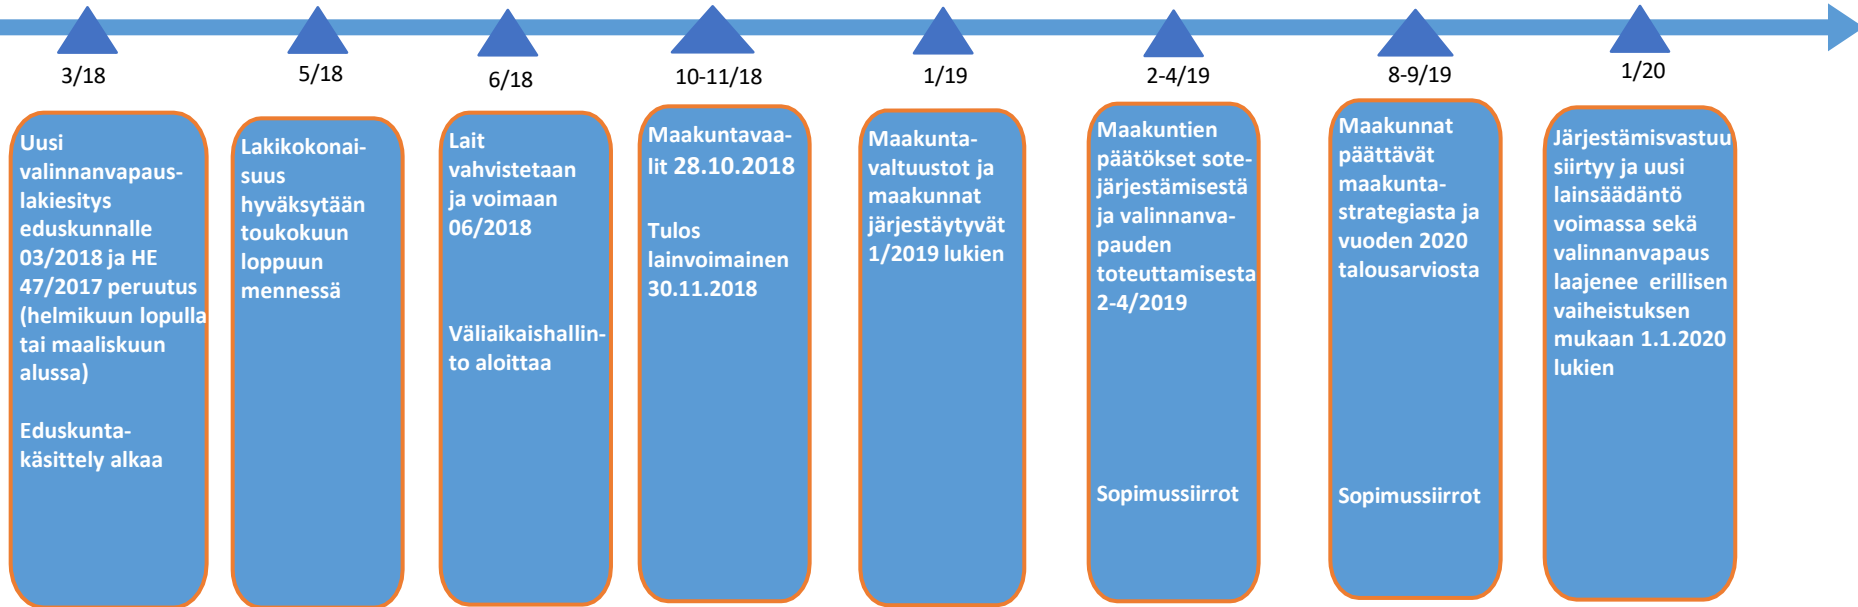 3/18
5/18
6/18
10-11/18
1/19
2-4/19
8-9/19
1/20
Uusi
valinnanvapaus-
lakiesitys
eduskunnalle
03/2018 ja HE
47/2017 peruutus
(helmikuun lopulla
tai maaliskuun
alussa)
Eduskunta-
käsittely alkaa
Lakikokonai-
suus
hyväksytään
toukokuun
loppuun
mennessä
Lait
vahvistetaan
ja voimaan
06/2018
Väliaikaishallin-
to aloittaa
Maakuntavaa-
lit 28.10.2018
Tulos
lainvoimainen
30.11.2018
Maakunta-
valtuustot ja
maakunnat
järjestäytyvät
1/2019 lukien
Maakuntien
päätökset sote-
järjestämisestä
ja valinnanva-
pauden
toteuttamisesta
2-4/2019
Sopimussiirrot
Maakunnat
päättävät
maakunta-
strategiasta ja
vuoden 2020
talousarviosta
Sopimussiirrot
Järjestämisvastuu
siirtyy ja uusi
lainsäädäntö
voimassa sekä
valinnanvapaus
laajenee erillisen
vaiheistuksen
mukaan 1.1.2020
lukien